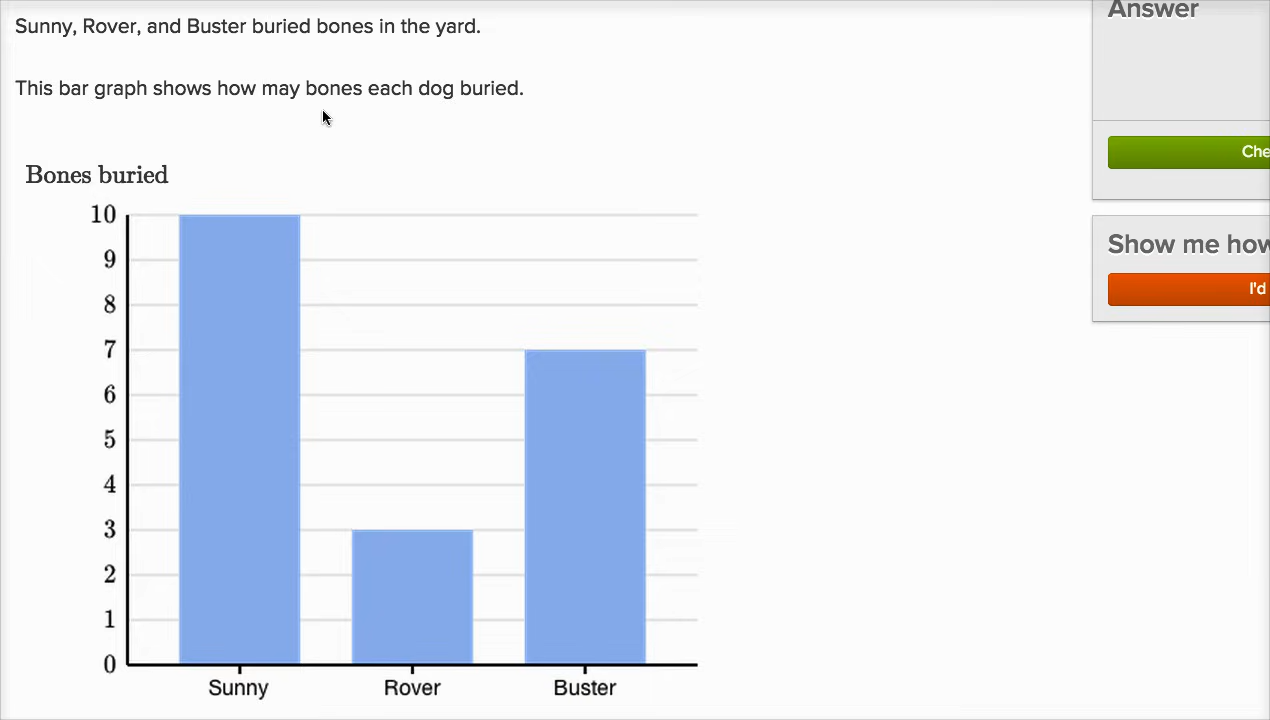 Sunny, Rover, and Buster buried bones in the yard.
This bar graph shows how may bones each dog buried.
Bones buried
10
9
8
7
6
5
4
3
2
1
0
Sunny Rover Buster
Answer
Che
Show me how
I'd